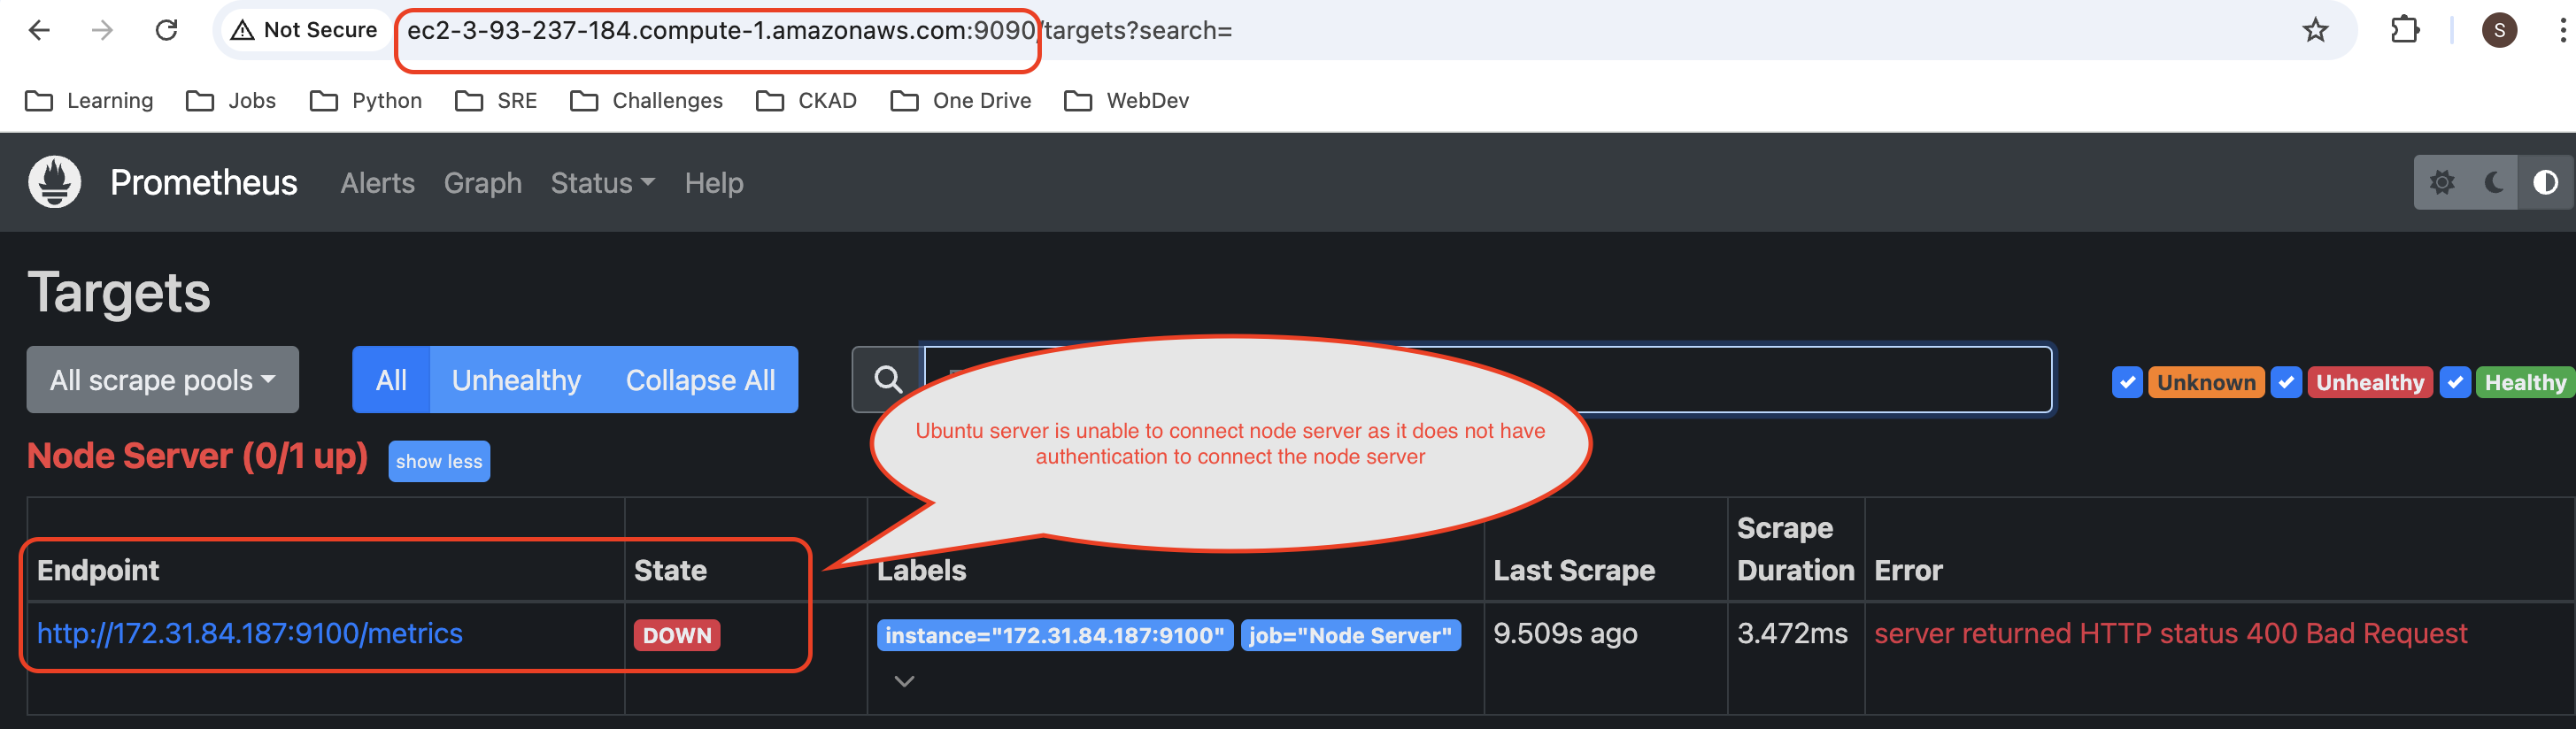 Not Secure ec2-3-93-237-184.compute-1.amazonaws.com:9090/targets?search= S
Learning Jobs Python SRE Challenges CKAD One Drive WebDev
Prometheus Alerts Graph Status Help
Targets
All scrape pools All Unhealthy Collapse All Unknown Unhealthy Healthy
Ubuntu server is unable to connect node server as it does not have
authentication to connect the node server
Node Server (0/1 up) show less
Endpoint State Labels Last Scrape Scrape Duration Error
http://172.31.84.187:9100/metrics DOWN instance="172.31.84.187:9100" job="Node Server" 9.509s ago 3.472ms server returned HTTP status 400 Bad Request